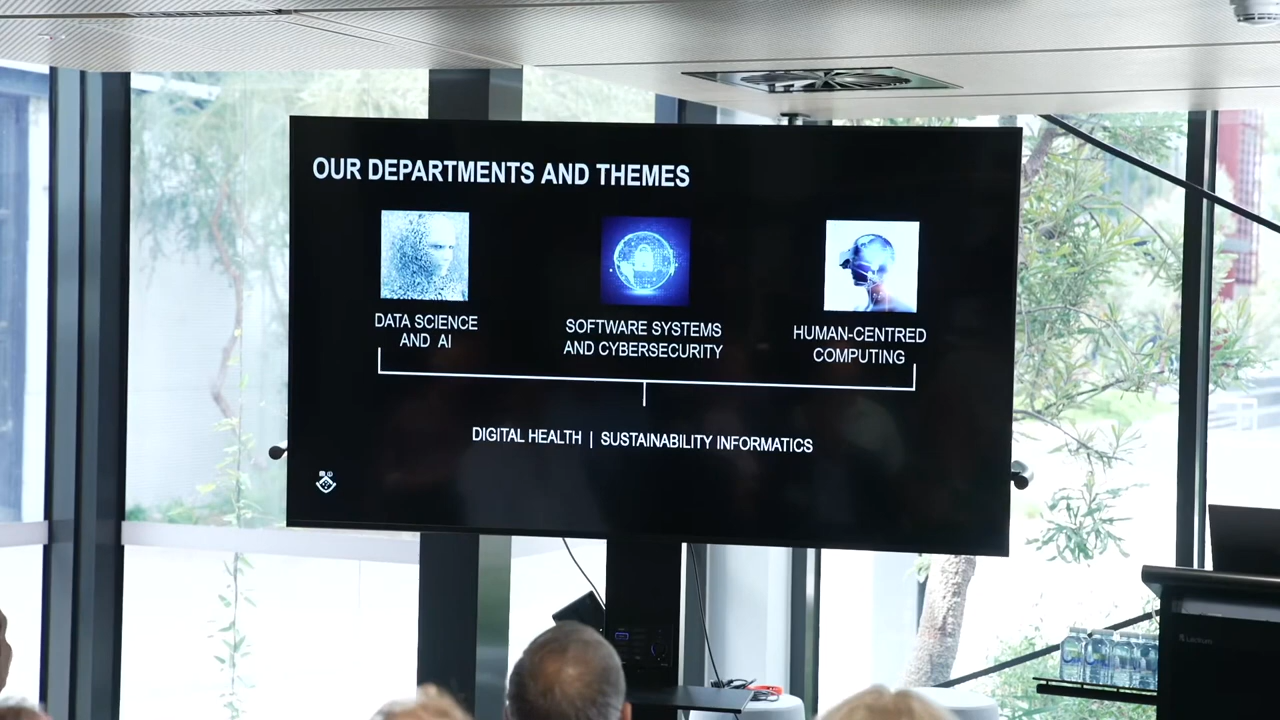 OUR DEPARTMENTS AND THEMES
DATA SCIENCE
AND AI
SOFTWARE SYSTEMS
AND CYBERSECURITY
HUMAN-CENTRED
COMPUTING
DIGITAL HEALTH | SUSTAINABILITY INFORMATICS